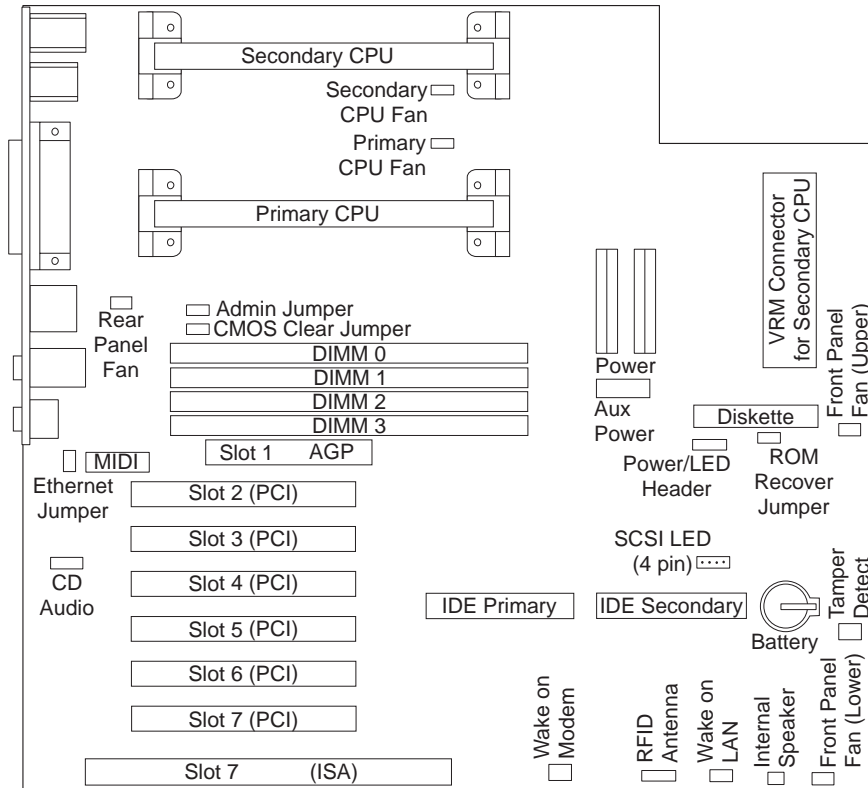 Secondary CPU
Secondary
CPU Fan
Primary
CPU Fan
Primary CPU
VRM Connector
for Secondary CPU
Rear
Panel
Fan
Admin Jumper
CMOS Clear Jumper
DIMM 0
DIMM 1
DIMM 2
DIMM 3
Power
Aux
Power
Front Panel
Fan (Upper)
Diskette
Slot 1 AGP
MIDI
Ethernet
Jumper
Power/LED
Header
ROM
Recover
Jumper
Slot 2 (PCI)
Slot 3 (PCI)
SCSI LED
(4 pin)
CD
Audio
Slot 4 (PCI)
Tamper
Detect
IDE Primary
IDE Secondary
Battery
Slot 5 (PCI)
Slot 6 (PCI)
Slot 7 (PCI)
Wake on
Modem
RFID
Antenna
Wake on
LAN
Internal
Speaker
Front Panel
Fan (Lower)
Slot 7 (ISA)